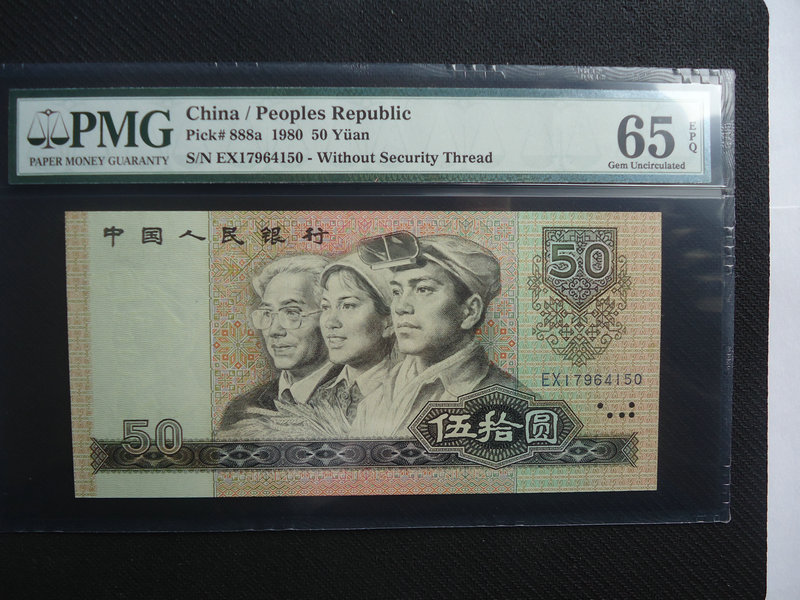 PMG
PAPER MONEY GUARANTY
China / Peoples Republic
Pick# 888a 1980 50 Yüan
S/N EX17964150 - Without Security Thread
65
EPQ
Gem Uncirculated
中国人民银行
50
EX17964150
50
伍拾圆